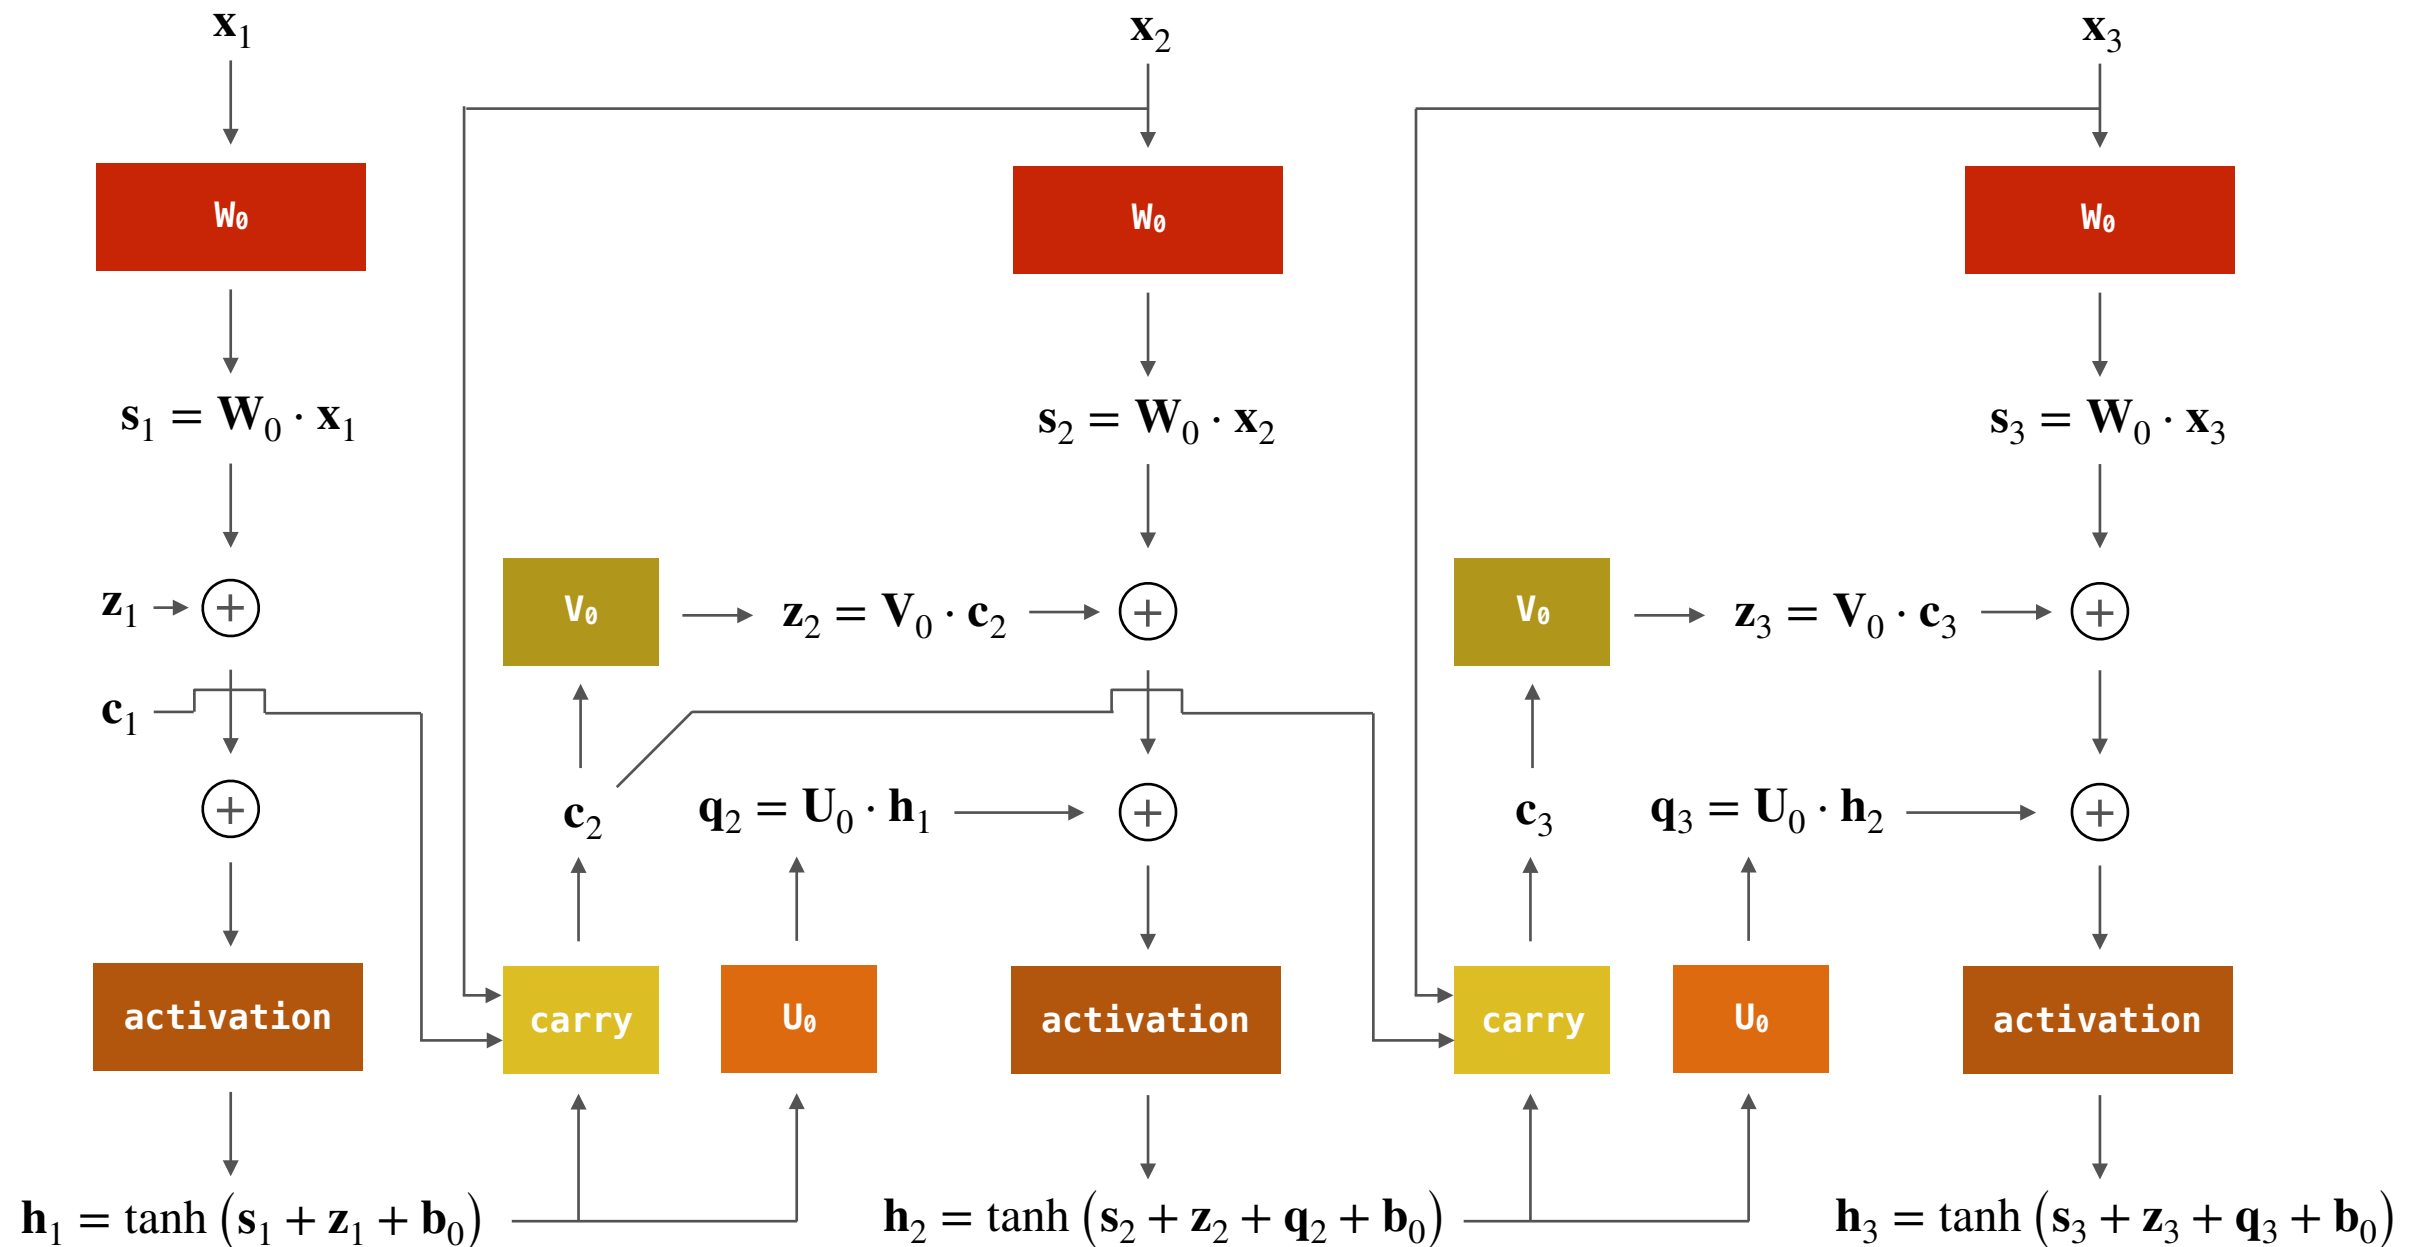 x₁ x₂ x₃
W₀ W₀ W₀
s₁ = W₀ · x₁ s₂ = W₀ · x₂ s₃ = W₀ · x₃
z₁ + V₀ z₂ = V₀ · c₂ + V₀ z₃ = V₀ · c₃ +
c₁
+ c₂ q₂ = U₀ · h₁ + c₃ q₃ = U₀ · h₂ +
activation carry U₀ activation carry U₀ activation
h₁ = tanh (s₁ + z₁ + b₀) h₂ = tanh (s₂ + z₂ + q₂ + b₀) h₃ = tanh (s₃ + z₃ + q₃ + b₀)